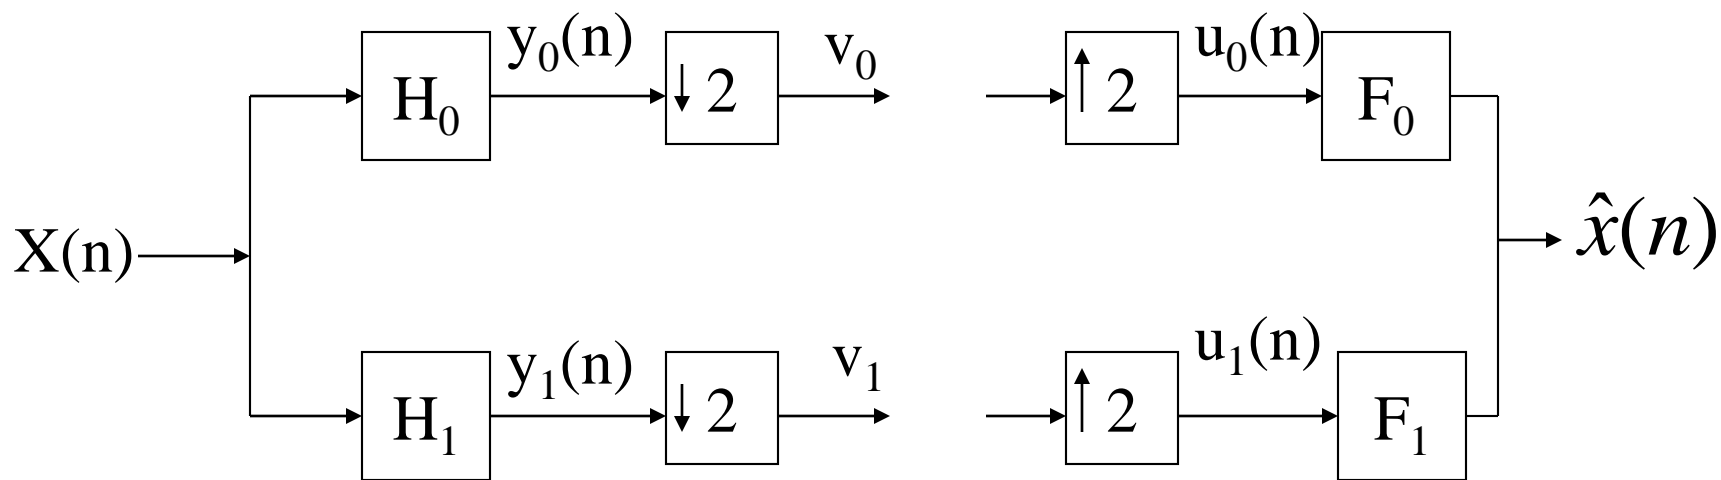 y₀(n) v₀ u₀(n)
H₀ ↓ 2 ↑ 2 F₀
X(n) x̂(n)
y₁(n) v₁ u₁(n)
H₁ ↓ 2 ↑ 2 F₁